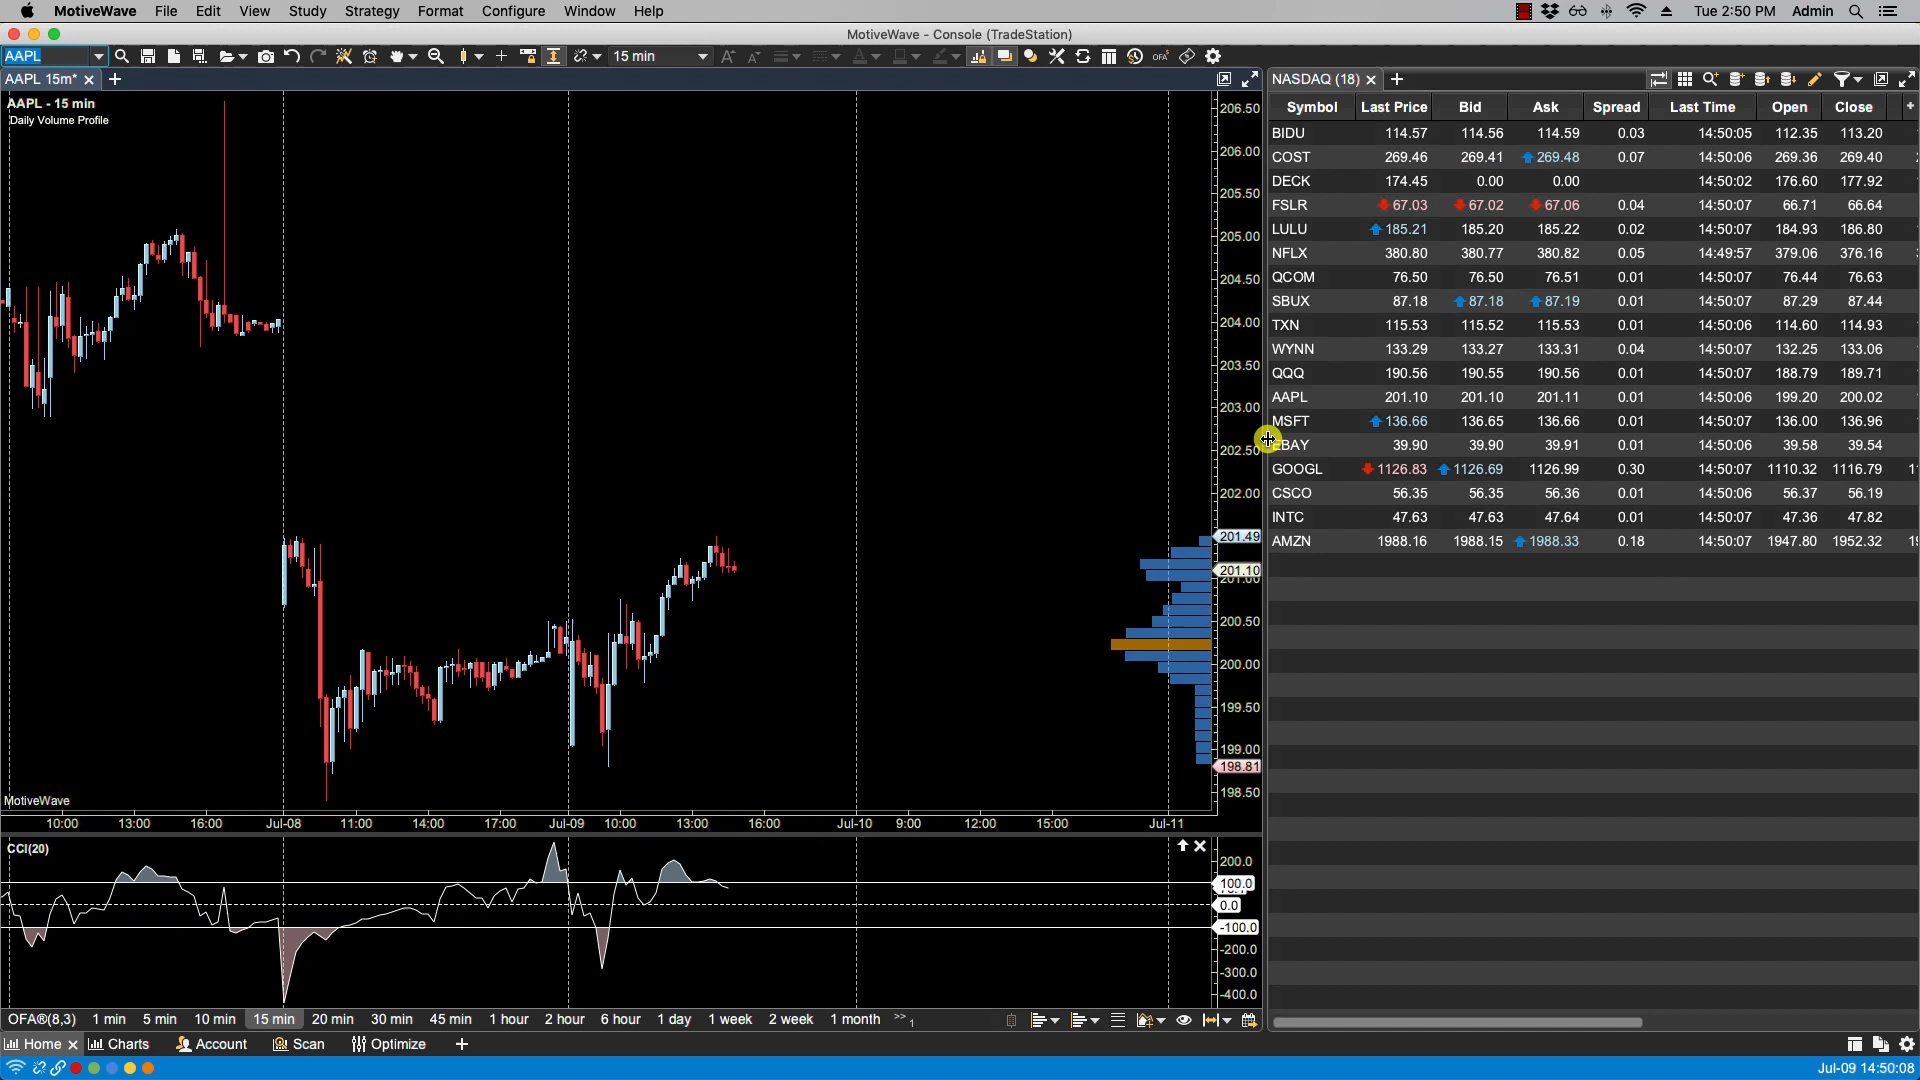 MotiveWave File Edit View Study Strategy Format Configure Window Help Tue 2:50 PM Admin
MotiveWave - Console (TradeStation)
AAPL 15 min OFA
AAPL 15m* NASDAQ (18)
AAPL - 15 min
Daily Volume Profile
206.50
206.00
205.50
205.00
204.50
204.00
203.50
203.00
202.50
202.00
201.49
201.10
201.00
200.50
200.00
199.50
199.00
198.81
198.50
MotiveWave
10:00 13:00 16:00 Jul-08 11:00 14:00 17:00 Jul-09 10:00 13:00 16:00 Jul-10 9:00 12:00 15:00 Jul-11
CCI(20)
200.0
100.0
0.0
-100.0
-200.0
-300.0
-400.0
OFA®(8,3) 1 min 5 min 10 min 15 min 20 min 30 min 45 min 1 hour 2 hour 6 hour 1 day 1 week 2 week 1 month >> 1
Symbol Last Price Bid Ask Spread Last Time Open Close +
BIDU 114.57 114.56 114.59 0.03 14:50:05 112.35 113.20
COST 269.46 269.41 269.48 0.07 14:50:06 269.36 269.40
DECK 174.45 0.00 0.00 14:50:02 176.60 177.92
FSLR 67.03 67.02 67.06 0.04 14:50:07 66.71 66.64
LULU 185.21 185.20 185.22 0.02 14:50:07 184.93 186.80
NFLX 380.80 380.77 380.82 0.05 14:49:57 379.06 376.16
QCOM 76.50 76.50 76.51 0.01 14:50:07 76.44 76.63
SBUX 87.18 87.18 87.19 0.01 14:50:07 87.29 87.44
TXN 115.53 115.52 115.53 0.01 14:50:06 114.60 114.93
WYNN 133.29 133.27 133.31 0.04 14:50:07 132.25 133.06
QQQ 190.56 190.55 190.56 0.01 14:50:07 188.79 189.71
AAPL 201.10 201.10 201.11 0.01 14:50:06 199.20 200.02
MSFT 136.66 136.65 136.66 0.01 14:50:07 136.00 136.96
EBAY 39.90 39.90 39.91 0.01 14:50:06 39.58 39.54
GOOGL 1126.83 1126.69 1126.99 0.30 14:50:07 1110.32 1116.79
CSCO 56.35 56.35 56.36 0.01 14:50:06 56.37 56.19
INTC 47.63 47.63 47.64 0.01 14:50:07 47.36 47.82
AMZN 1988.16 1988.15 1988.33 0.18 14:50:07 1947.80 1952.32
Home Charts Account Scan Optimize
Jul-09 14:50:08